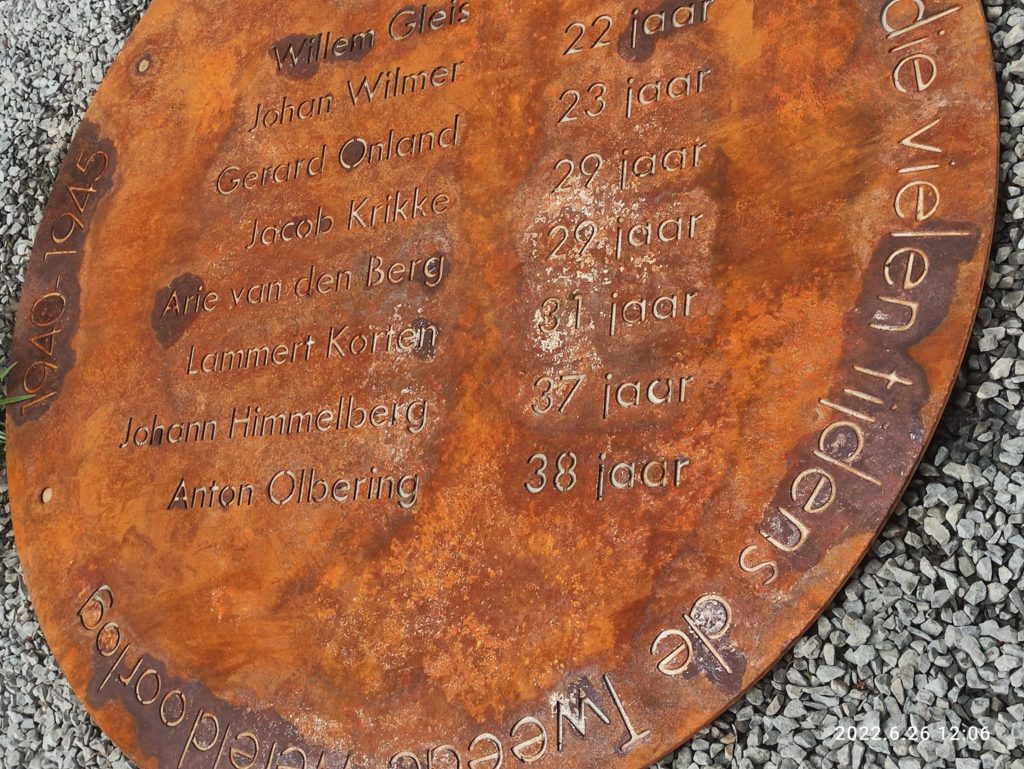 Willem Gleis 22 jaar
Johan Wilmer 23 jaar
Gerard Onland 29 jaar
Jacob Krikke 29 jaar
Arie van den Berg 31 jaar
Lammert Korten 37 jaar
Johann Himmelberg 38 jaar
Anton Olbering
die vielen tijdens de Tweede Wereldoorlog
1940-1945
2022.6.26 12:06